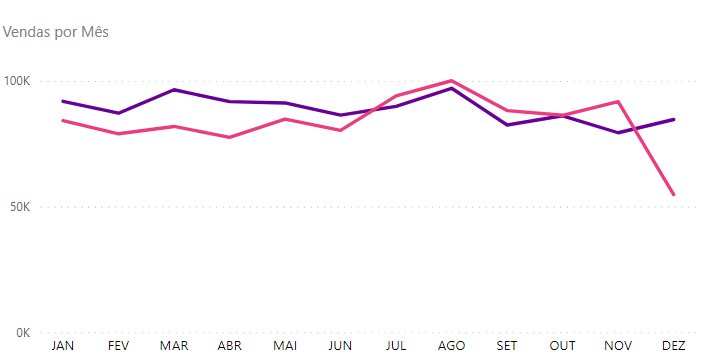 Vendas por Mês
100K
50K
0K
JAN FEV MAR ABR MAI JUN JUL AGO SET OUT NOV DEZ